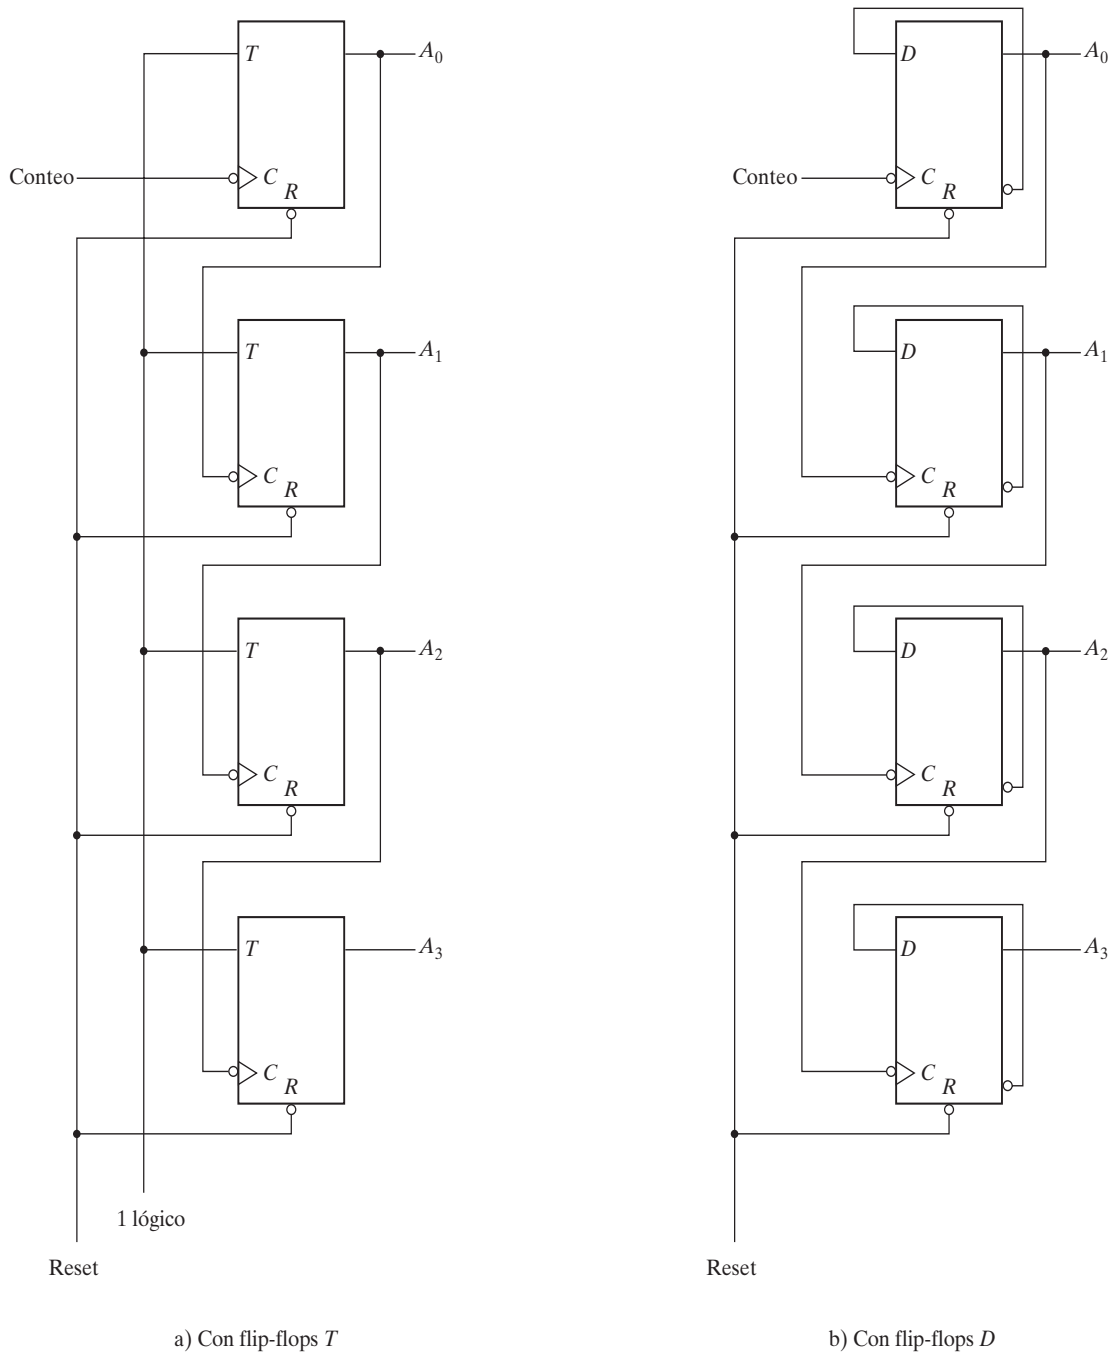 T
A0
Conteo
C
R
T
A1
C
R
T
A2
C
R
T
A3
C
R
1 lógico
Reset
a) Con flip-flops T
D
A0
Conteo
C
R
D
A1
C
R
D
A2
C
R
D
A3
C
R
Reset
b) Con flip-flops D